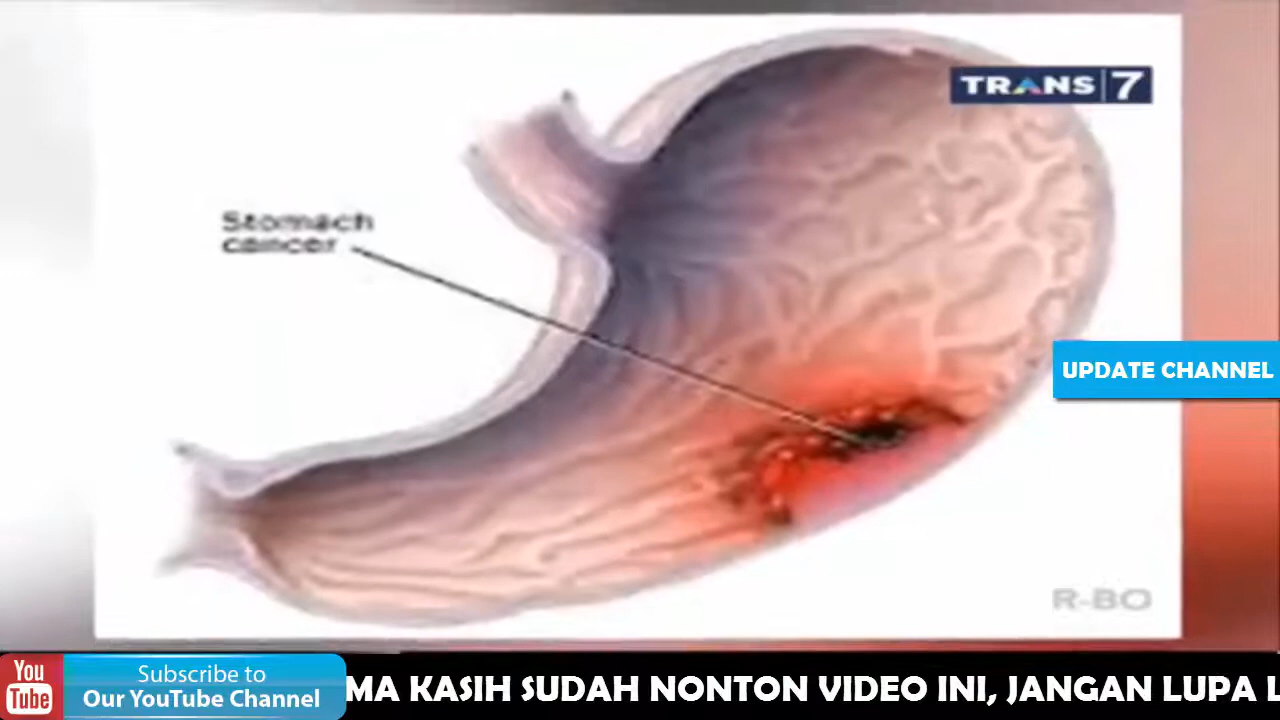 TRANS 7
Stomach
cancer
UPDATE CHANNEL
R-BO
You
Tube
Subscribe to
Our YouTube Channel
MA KASIH SUDAH NONTON VIDEO INI, JANGAN LUPA L